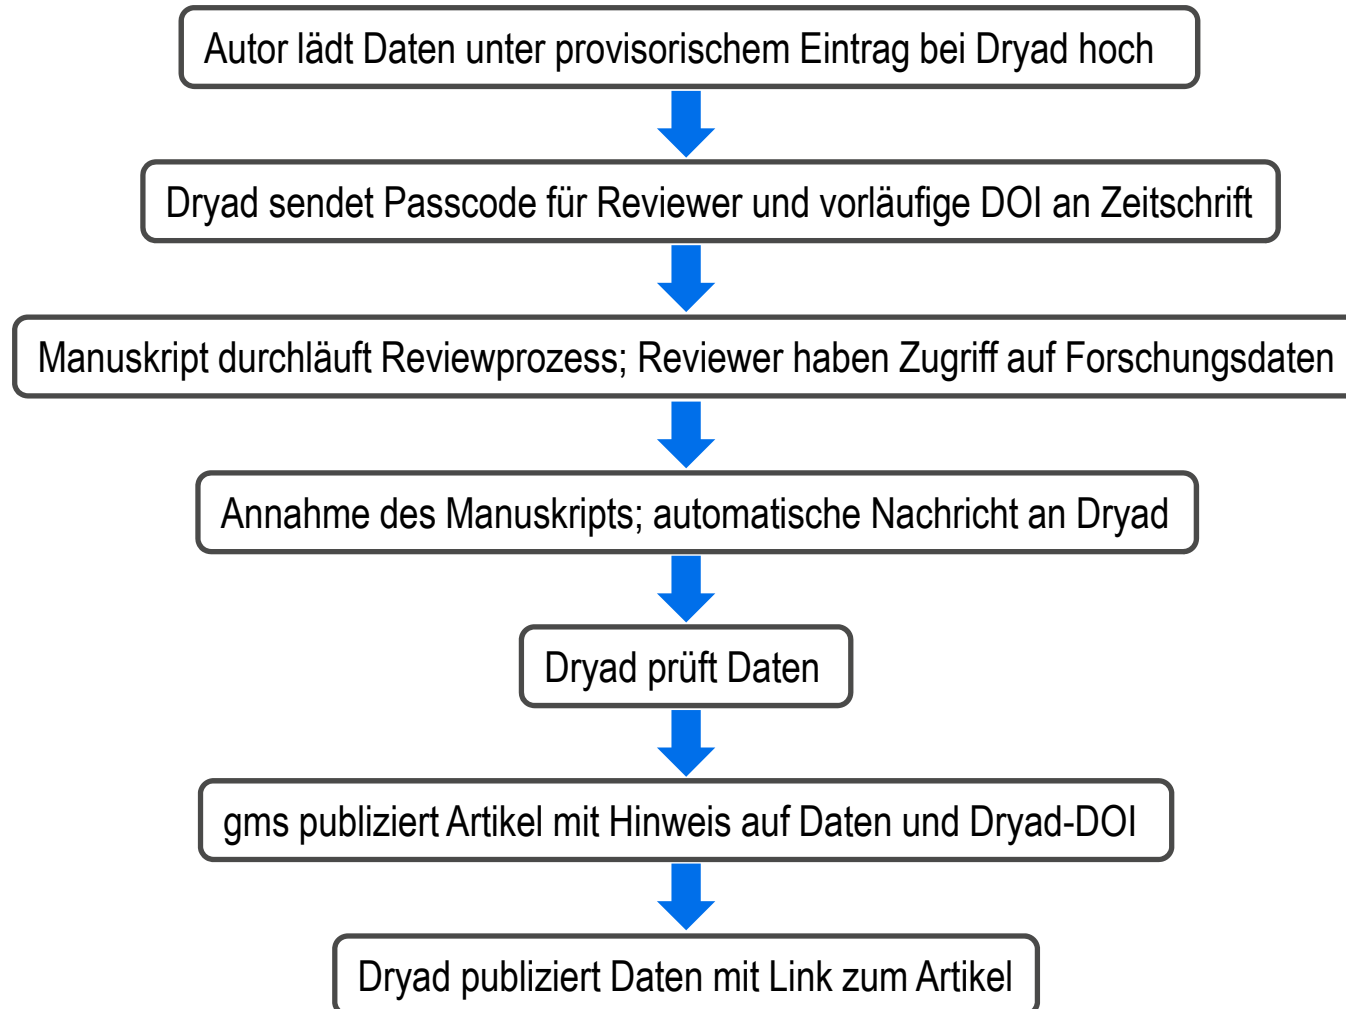 Autor lädt Daten unter provisorischem Eintrag bei Dryad hoch
Dryad sendet Passcode für Reviewer und vorläufige DOI an Zeitschrift
Manuskript durchläuft Reviewprozess; Reviewer haben Zugriff auf Forschungsdaten
Annahme des Manuskripts; automatische Nachricht an Dryad
Dryad prüft Daten
gms publiziert Artikel mit Hinweis auf Daten und Dryad-DOI
Dryad publiziert Daten mit Link zum Artikel